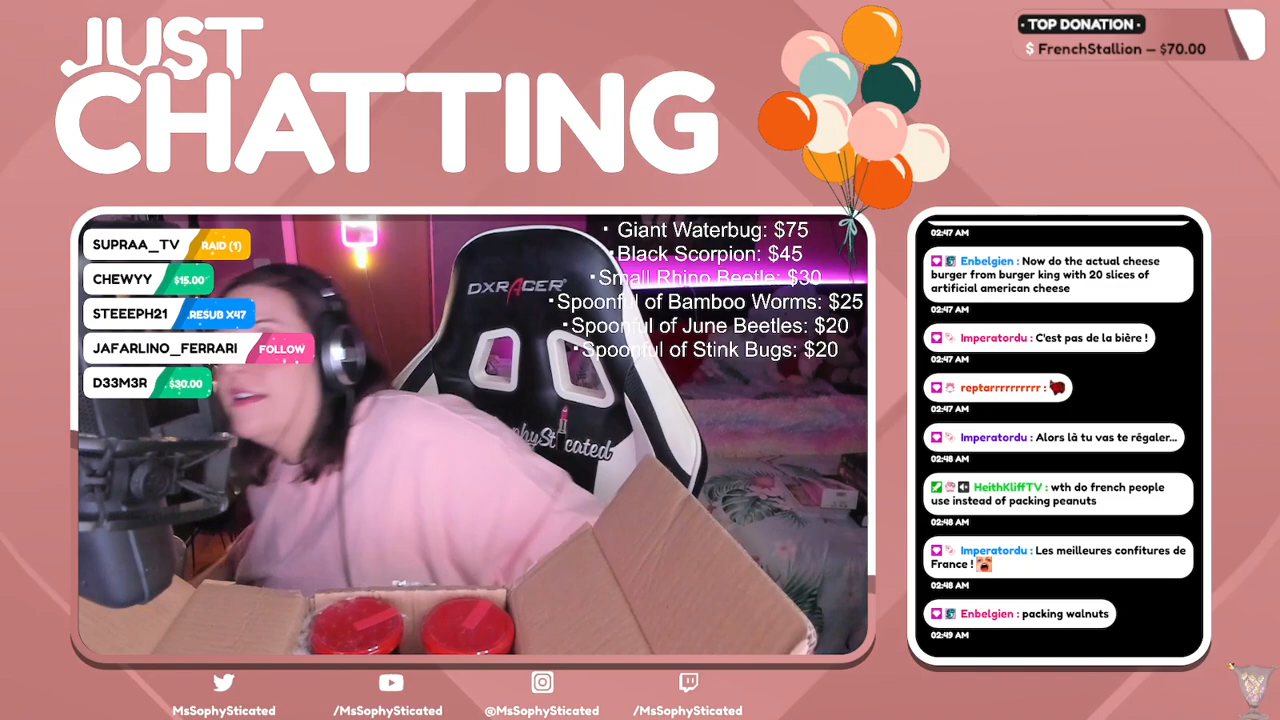 JUST
CHATTING
• TOP DONATION •
$ FrenchStallion — $70.00
SUPRAA_TV RAID (1)
CHEWYY $15.00
STEEEPH21 RESUB X47
JAFARLINO_FERRARI FOLLOW
D33M3R $30.00
• Giant Waterbug: $75
• Black Scorpion: $45
• Small Rhino Beetle: $30
• Spoonful of Bamboo Worms: $25
• Spoonful of June Beetles: $20
• Spoonful of Stink Bugs: $20
DXRACER
phySticated
02:47 AM
Enbelgien : Now do the actual cheese
burger from burger king with 20 slices of
artificial american cheese
02:47 AM
Imperatordu : C'est pas de la bière !
02:47 AM
reptarrrrrrrrrr :
02:47 AM
Imperatordu : Alors là tu vas te régaler...
02:48 AM
HeithKliffTV : wth do french people
use instead of packing peanuts
02:48 AM
Imperatordu : Les meilleures confitures de
France !
02:48 AM
Enbelgien : packing walnuts
02:49 AM
MsSophySticated
/MsSophySticated
@MsSophySticated
/MsSophySticated